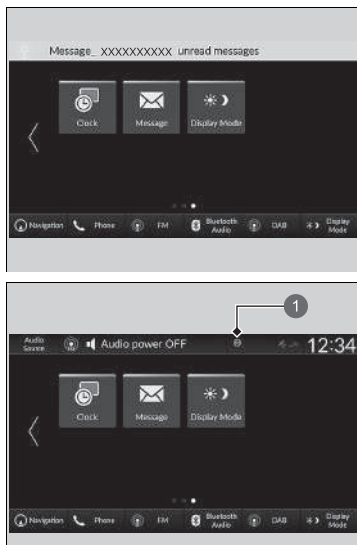 Message_ XXXXXXXXXX unread messages
Clock
Message
Display Mode
Navigation
Phone
FM
Bluetooth
Audio
DAB
Display
Mode
1
Audio
Source
Audio power OFF
12:34
Clock
Message
Display Mode
Navigation
Phone
FM
Bluetooth
Audio
DAB
Display
Mode